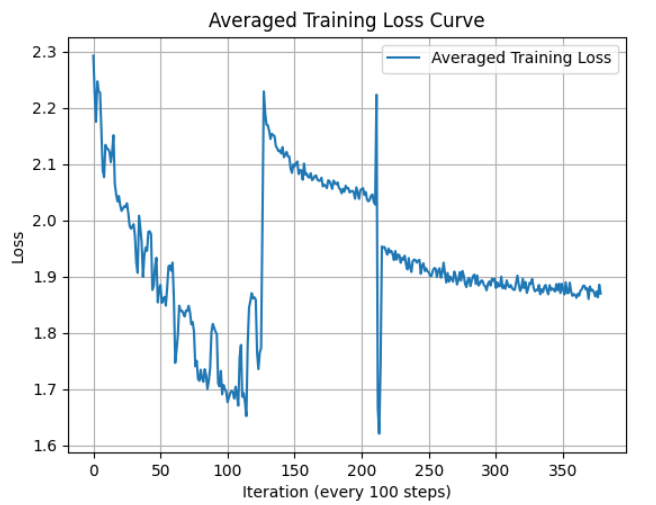 Averaged Training Loss Curve
Averaged Training Loss
2.3
2.2
2.1
2.0
1.9
1.8
1.7
1.6
Loss
0 50 100 150 200 250 300 350
Iteration (every 100 steps)